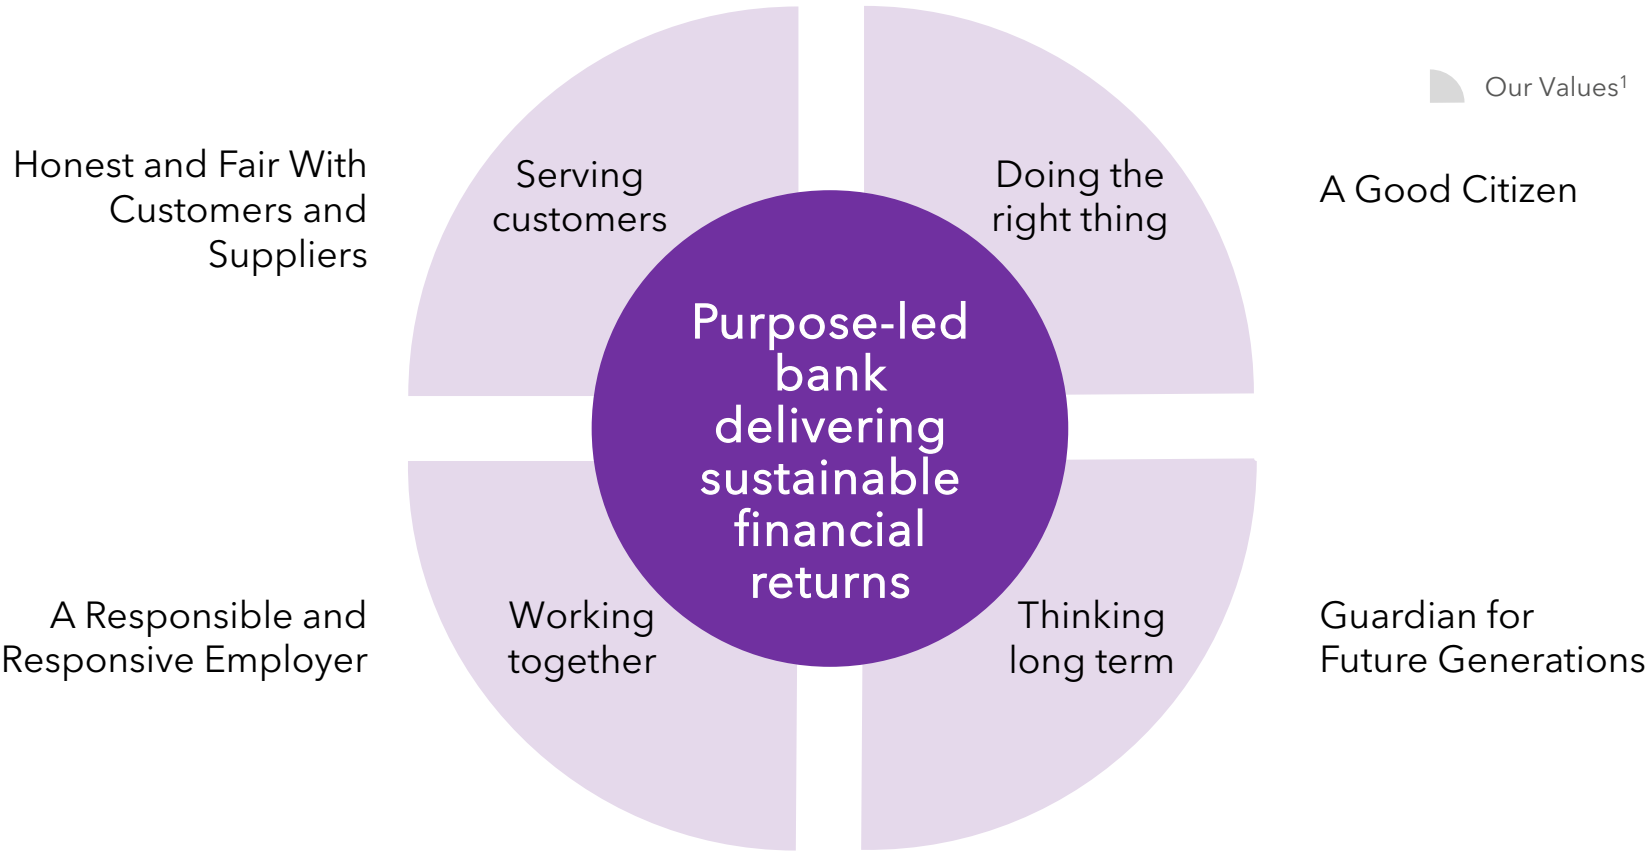 Our Values¹
Honest and Fair With
Customers and
Suppliers
Serving
customers
Doing the
right thing
A Good Citizen
Purpose-led
bank
delivering
sustainable
financial
returns
A Responsible and
Responsive Employer
Working
together
Thinking
long term
Guardian for
Future Generations